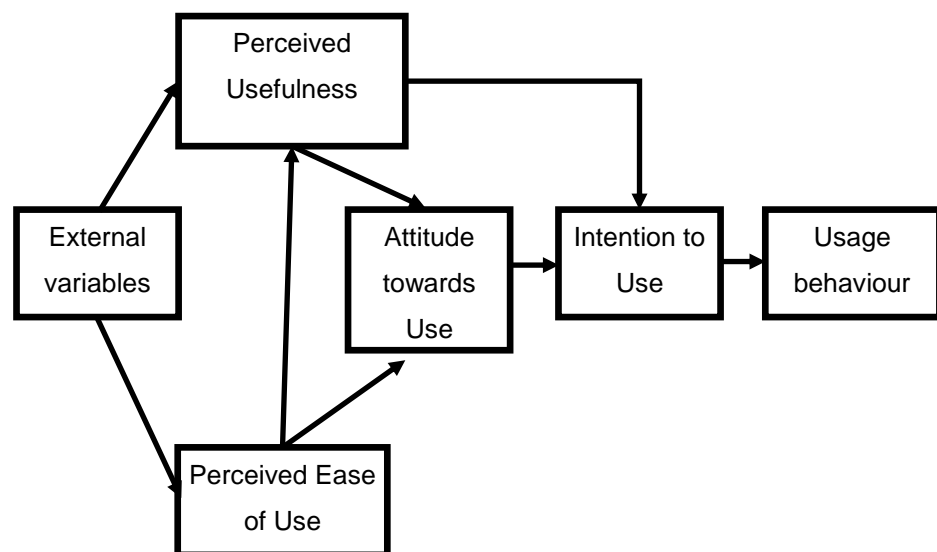 Perceived
Usefulness
External
variables
Attitude
towards
Use
Intention to
Use
Usage
behaviour
Perceived Ease
of Use